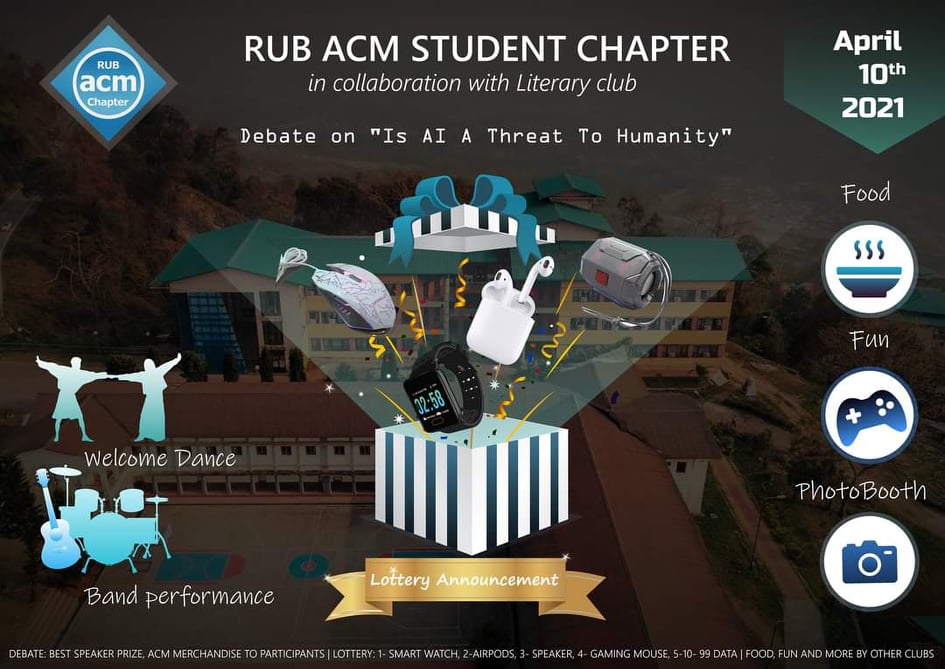 RUB
acm
Chapter
RUB ACM STUDENT CHAPTER
in collaboration with Literary club
Debate on "Is AI A Threat To Humanity"
April
10th
2021
Food
Fun
PhotoBooth
02:58
Welcome Dance
Band performance
Lottery Announcement
DEBATE: BEST SPEAKER PRIZE, ACM MERCHANDISE TO PARTICIPANTS | LOTTERY: 1- SMART WATCH, 2-AIRPODS, 3- SPEAKER, 4- GAMING MOUSE, 5-10- 99 DATA | FOOD, FUN AND MORE BY OTHER CLUBS